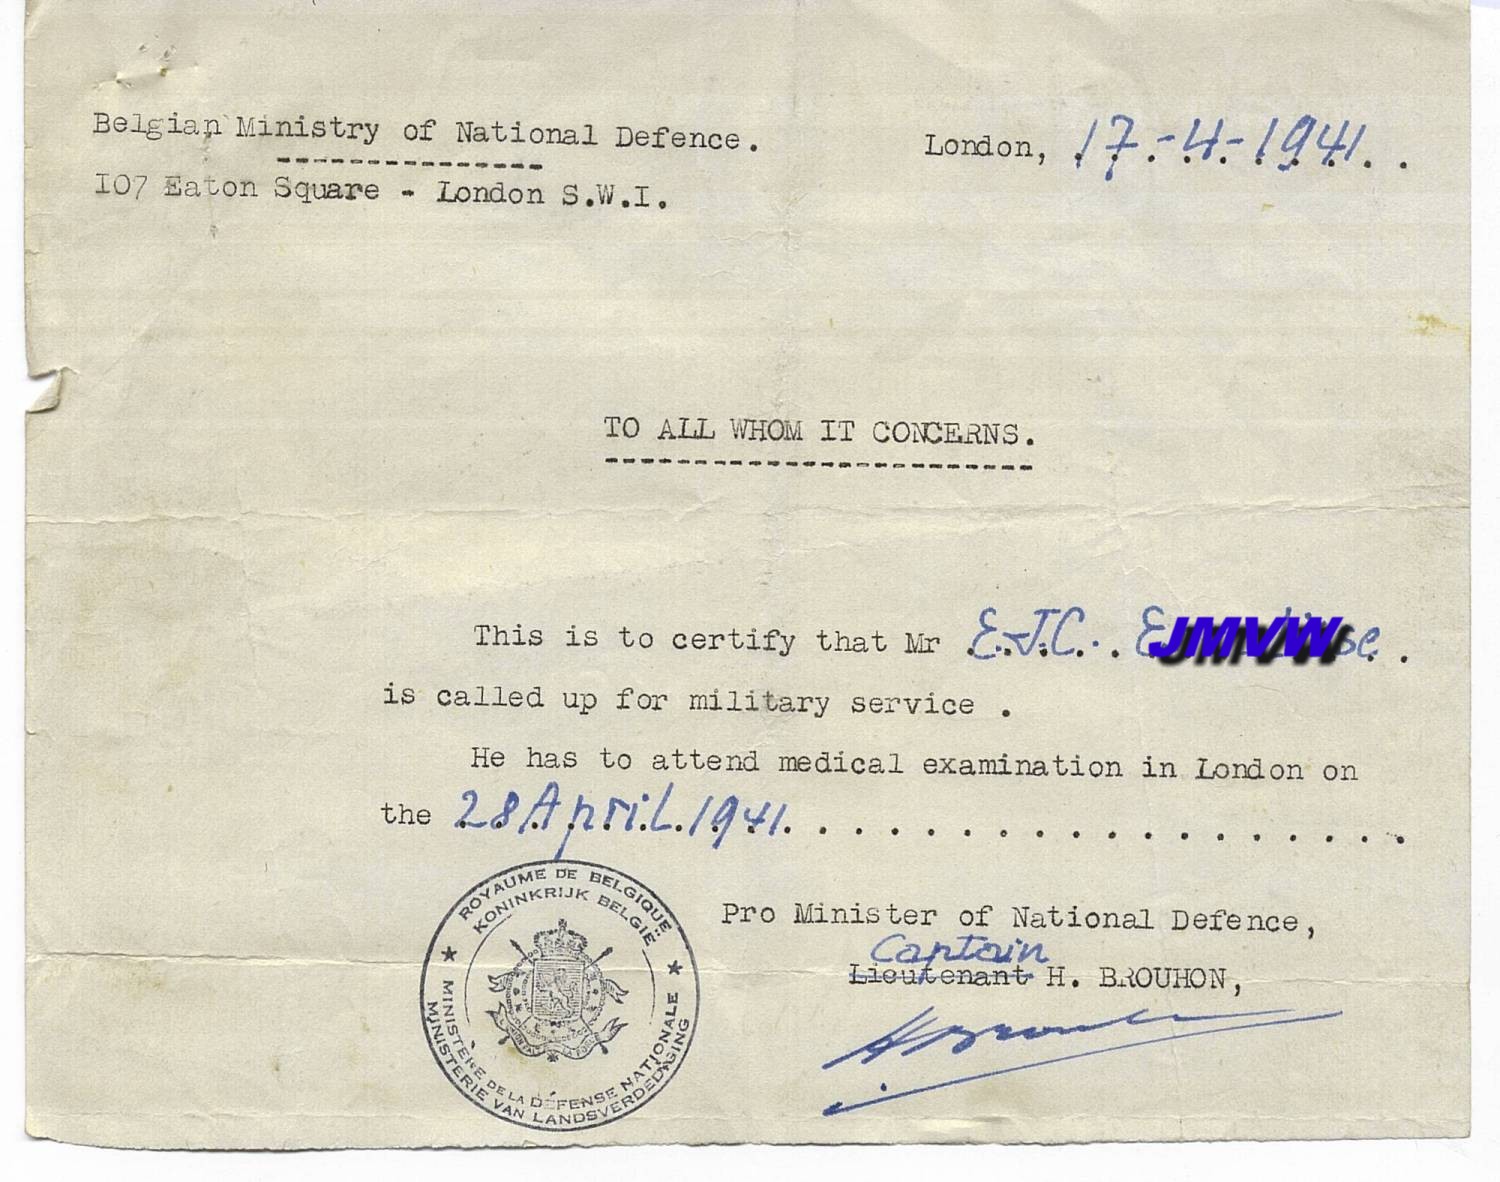 Belgian Ministry of National Defence.
London, 17-4-1941
I07 Eaton Square - London S.W.I.
TO ALL WHOM IT CONCERNS.
This is to certify that Mr E.J.C. JMVW
is called up for military service .
He has to attend medical examination in London on
the 28 April 1941
Pro Minister of National Defence,
Captain
Lieutenant H. BROUHON,
HBrouhon
ROYAUME DE BELGIQUE
KONINKRIJK BELGIË
MINISTÈRE DE LA DÉFENSE NATIONALE
MINISTERIE VAN LANDSVERDEDIGING